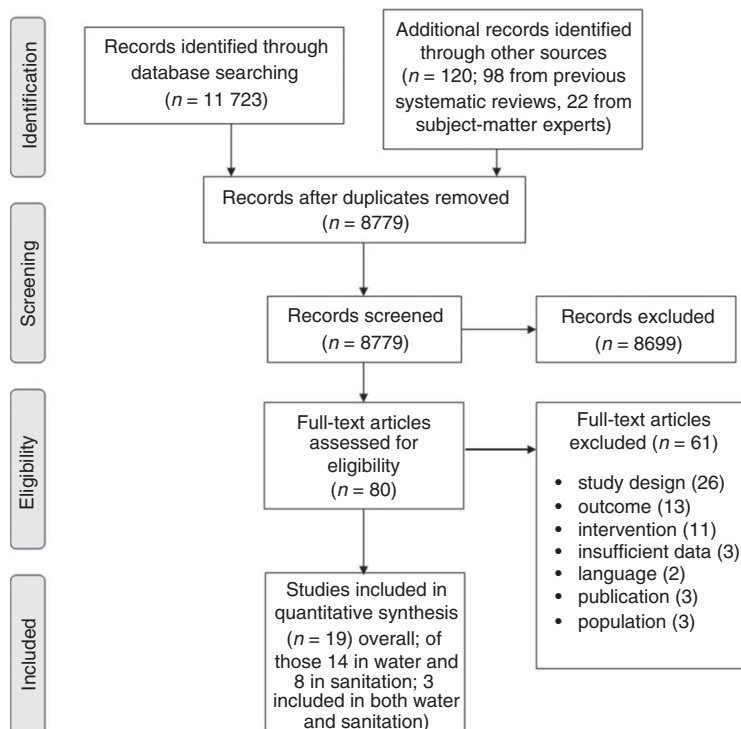 Identification
Records identified through
database searching
(n = 11 723)
Additional records identified
through other sources
(n = 120; 98 from previous
systematic reviews, 22 from
subject-matter experts)
Records after duplicates removed
(n = 8779)
Screening
Records screened
(n = 8779)
Records excluded
(n = 8699)
Eligibility
Full-text articles
assessed for
eligibility
(n = 80)
Full-text articles
excluded (n = 61)
• study design (26)
• outcome (13)
• intervention (11)
• insufficient data (3)
• language (2)
• publication (3)
• population (3)
Included
Studies included in
quantitative synthesis
(n = 19) overall; of
those 14 in water and
8 in sanitation; 3
included in both water
and sanitation)